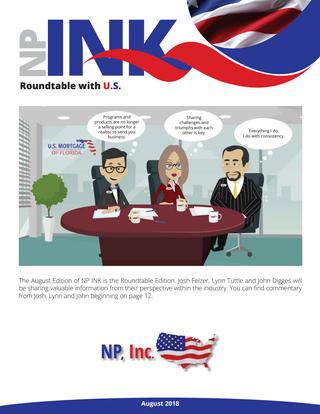 NP INK
Roundtable with U.S.
Programs and
products are no longer
a selling point for a
realtor to send you
business.
Sharing
challenges and
triumphs with each
other is key.
Everything I do,
I do with consistency.
U.S. MORTGAGE
OF FLORIDA
The August Edition of NP INK is the Roundtable Edition. Josh Felzer, Lynn Tuttle and John Digges will
be sharing valuable information from their perspective within the industry. You can find commentary
from Josh, Lynn and John beginning on page 12.
NP, Inc.
August 2018